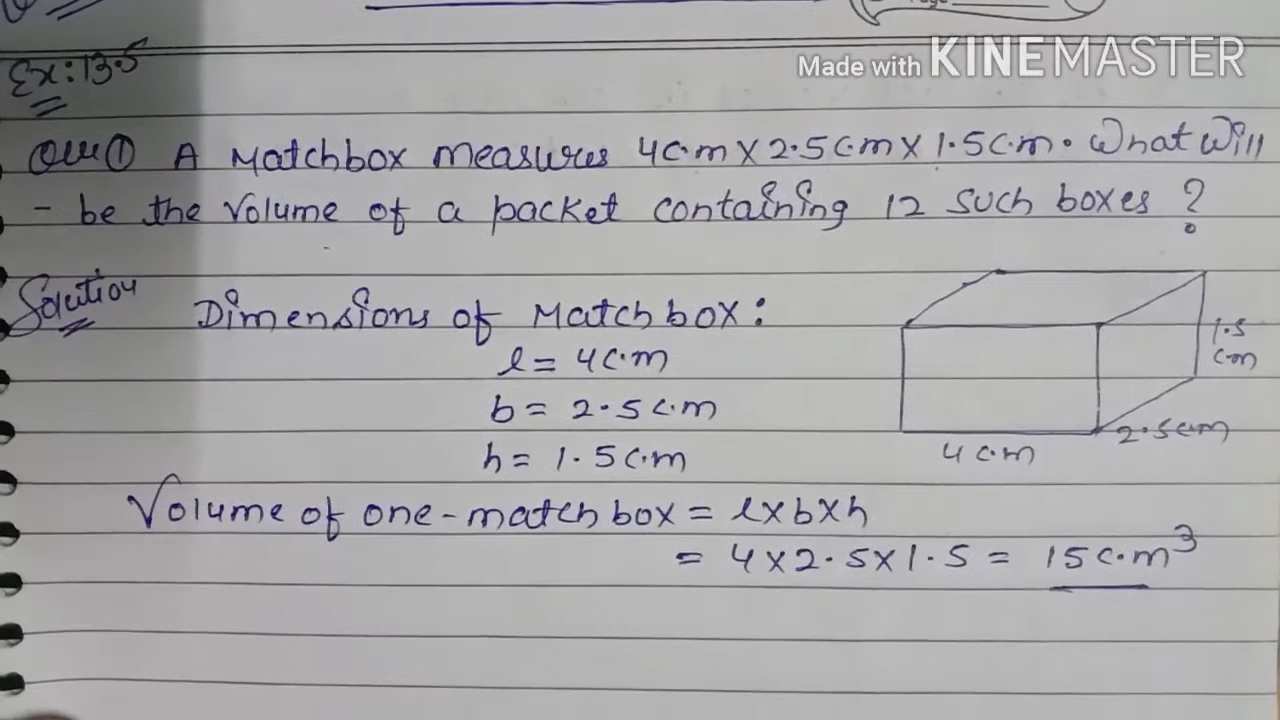 Made with KINEMASTER
Ex:13.5
Que① A Matchbox measures 4c.m×2.5c.m×1.5c.m. What will
- be the volume of a packet containing 12 such boxes ?
Solution Dimensions of Matchbox:
l = 4c.m
b = 2.5c.m
h = 1.5c.m
1.5
c.m
2.5c.m
4 c.m
Volume of one-matchbox = l×b×h
= 4×2.5×1.5 = 15c.m³